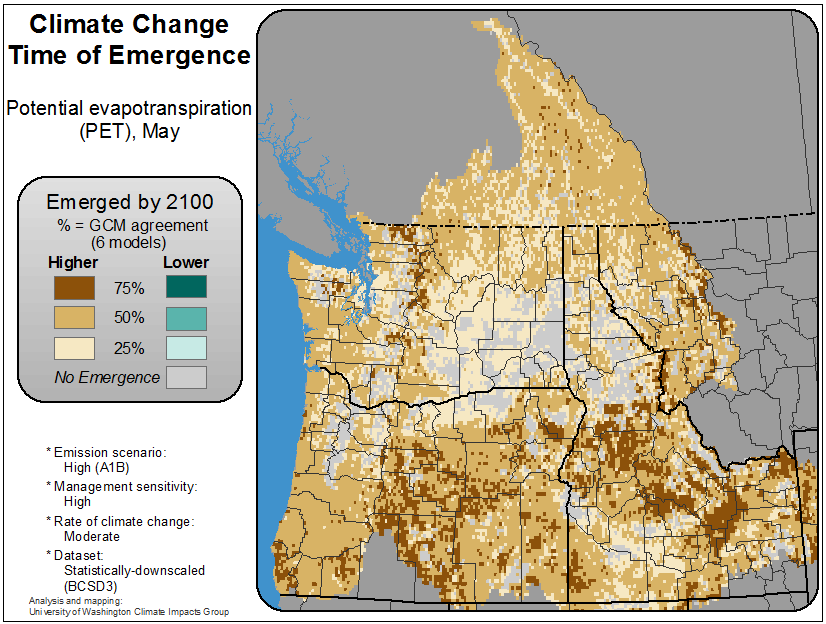 Climate Change
Time of Emergence
Potential evapotranspiration
(PET), May
Emerged by 2100
% = GCM agreement
(6 models)
Higher Lower
75%
50%
25%
No Emergence
* Emission scenario:
High (A1B)
* Management sensitivity:
High
* Rate of climate change:
Moderate
* Dataset:
Statistically-downscaled
(BCSD3)
Analysis and mapping:
University of Washington Climate Impacts Group